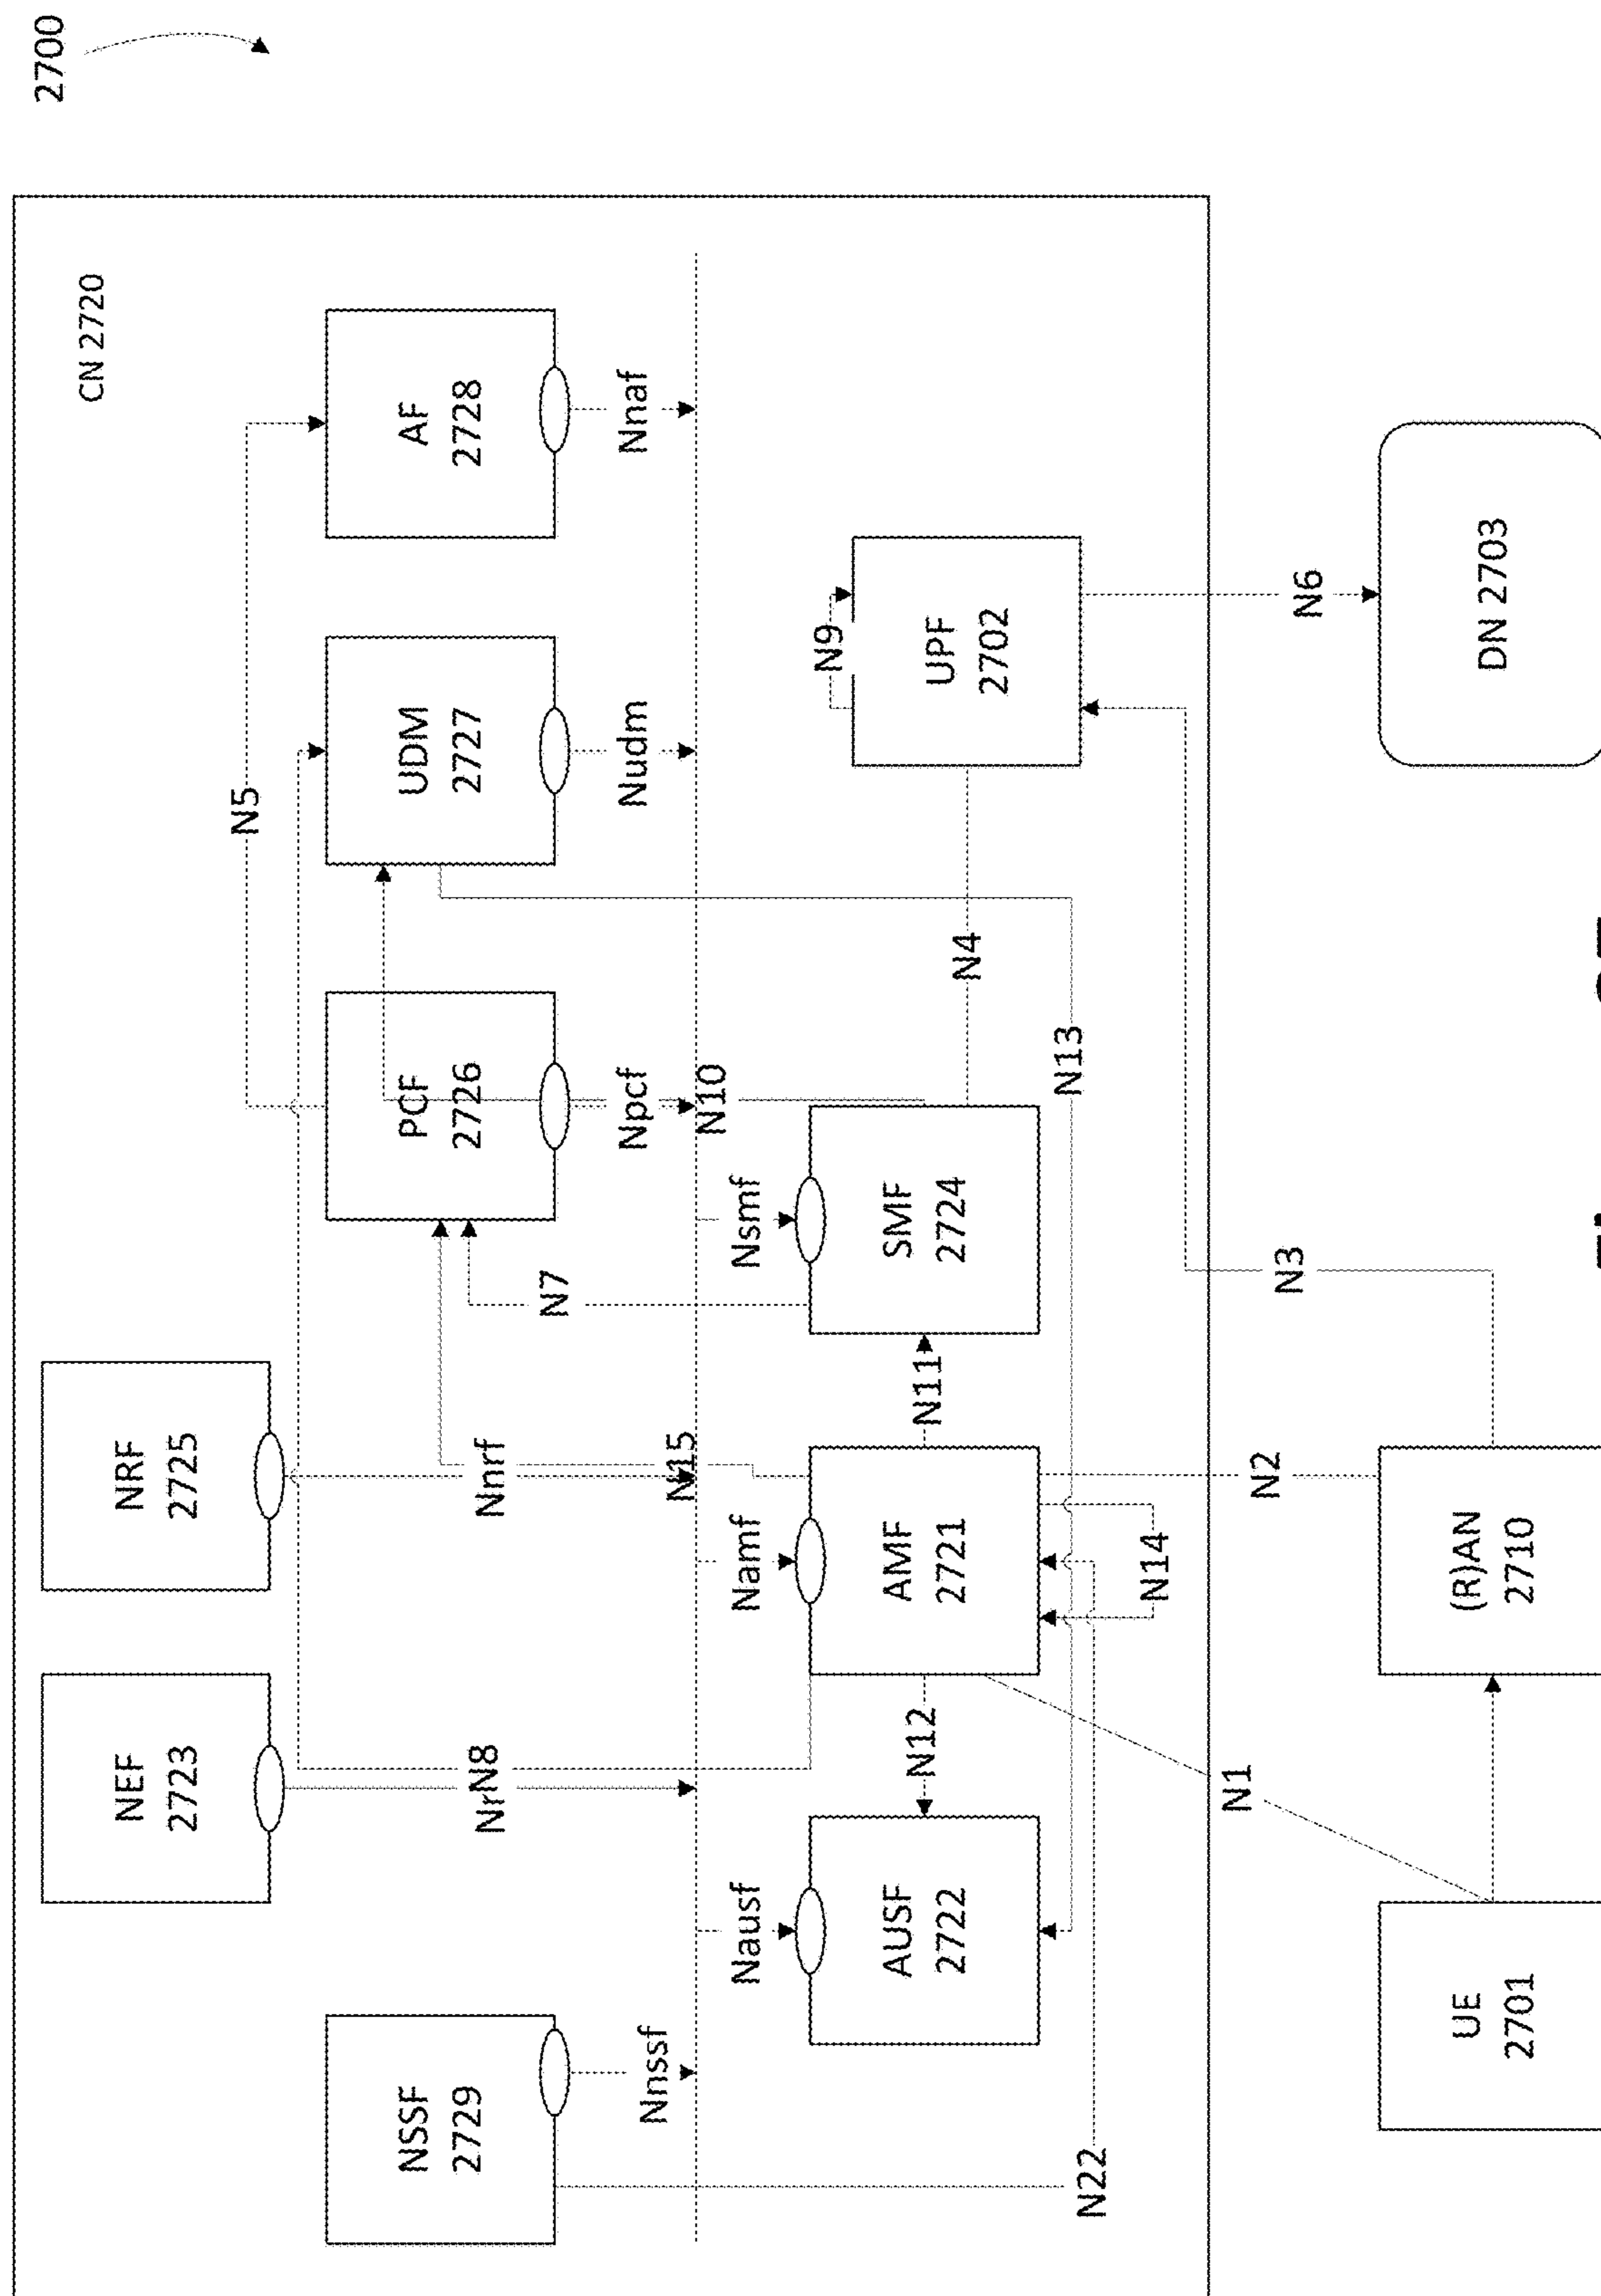 2700
CN 2720
NEF
2723
NRF
2725
N5
NSSF
2729
PCF
2726
UDM
2727
AF
2728
NrN8
Nnrf
N7
Nnssf
Npcf
Nudm
Nnaf
N15
N10
Nausf
Namf
Nsmf
N9
AUSF
2722
N12
AMF
2721
N11
SMF
2724
N4
UPF
2702
N22
N14
N13
N1
N2
N3
N6
UE
2701
(R)AN
2710
DN 2703